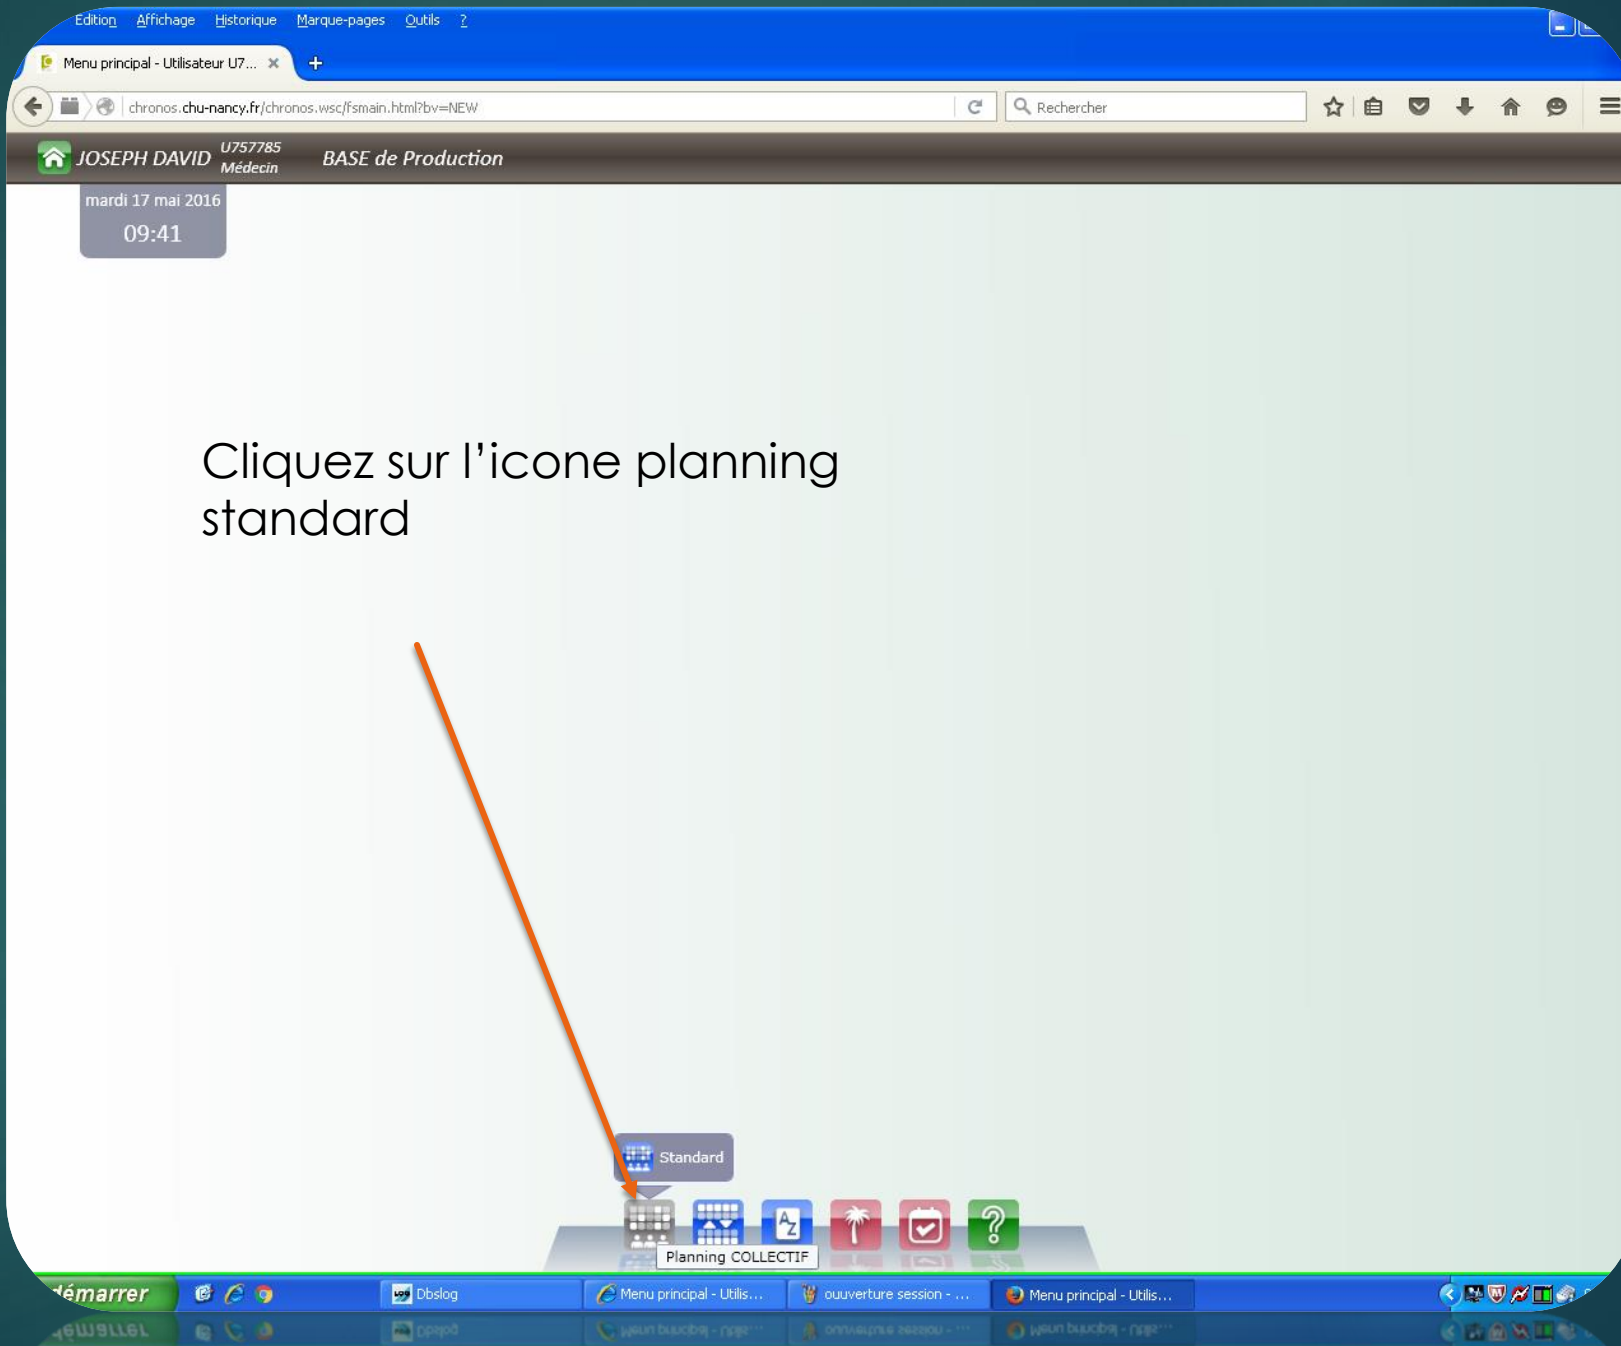 Edition Affichage Historique Marque-pages Outils ?
Menu principal - Utilisateur U7... × +
chronos.chu-nancy.fr/chronos.wsc/fsmain.html?bv=NEW
Rechercher
JOSEPH DAVID U757785 Médecin BASE de Production
mardi 17 mai 2016
09:41
Cliquez sur l’icone planning
standard
Standard
A Z ?
Planning COLLECTIF
démarrer Dbslog Menu principal - Utilis... ouuverture session - ... Menu principal - Utilis...